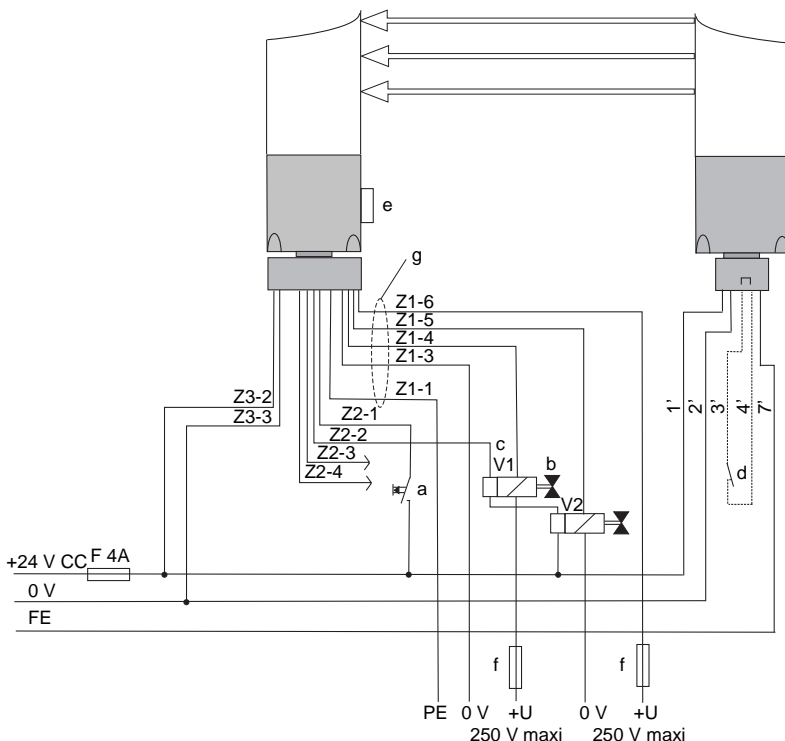 e
g
Z1-6
Z1-5
Z1-4
Z1-3
Z3-2
Z1-1
Z3-3
Z2-1
Z2-2
Z2-3
Z2-4
c
V1
b
V2
a
1'
2'
3'
4'
7'
d
+24 V CC F 4A
0 V
FE
f
f
PE 0 V +U 0 V +U
250 V maxi 250 V maxi